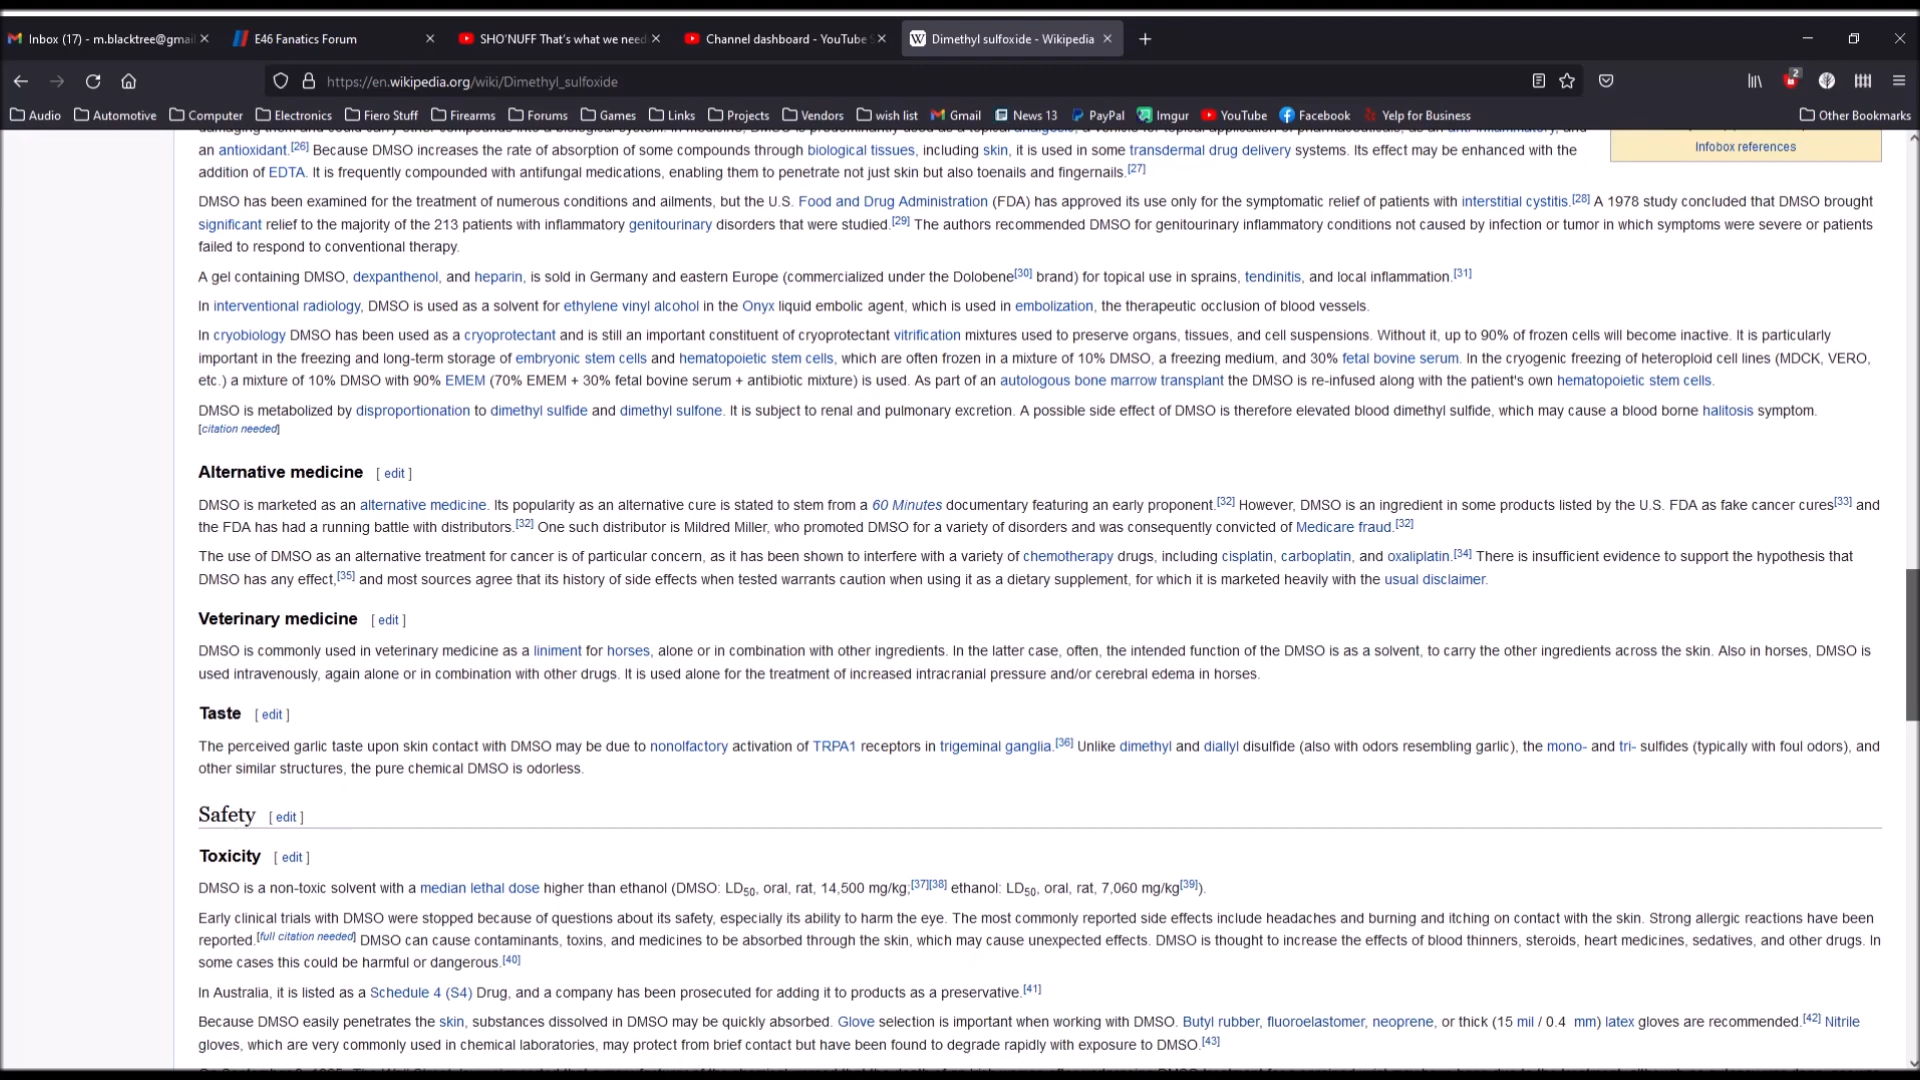 Inbox (17) - m.blacktree@gmai
E46 Fanatics Forum
SHO'NUFF That's what we need
Channel dashboard - YouTube S
Dimethyl sulfoxide - Wikipedia
https://en.wikipedia.org/wiki/Dimethyl_sulfoxide
2
Audio Automotive Computer Electronics Fiero Stuff Firearms Forums Games Links Projects Vendors wish list Gmail News 13 PayPal Imgur YouTube Facebook Yelp for Business Other Bookmarks
an antioxidant.[26] Because DMSO increases the rate of absorption of some compounds through biological tissues, including skin, it is used in some transdermal drug delivery systems. Its effect may be enhanced with the
addition of EDTA. It is frequently compounded with antifungal medications, enabling them to penetrate not just skin but also toenails and fingernails.[27]
Infobox references
DMSO has been examined for the treatment of numerous conditions and ailments, but the U.S. Food and Drug Administration (FDA) has approved its use only for the symptomatic relief of patients with interstitial cystitis.[28] A 1978 study concluded that DMSO brought
significant relief to the majority of the 213 patients with inflammatory genitourinary disorders that were studied.[29] The authors recommended DMSO for genitourinary inflammatory conditions not caused by infection or tumor in which symptoms were severe or patients
failed to respond to conventional therapy.
A gel containing DMSO, dexpanthenol, and heparin, is sold in Germany and eastern Europe (commercialized under the Dolobene[30] brand) for topical use in sprains, tendinitis, and local inflammation.[31]
In interventional radiology, DMSO is used as a solvent for ethylene vinyl alcohol in the Onyx liquid embolic agent, which is used in embolization, the therapeutic occlusion of blood vessels.
In cryobiology DMSO has been used as a cryoprotectant and is still an important constituent of cryoprotectant vitrification mixtures used to preserve organs, tissues, and cell suspensions. Without it, up to 90% of frozen cells will become inactive. It is particularly
important in the freezing and long-term storage of embryonic stem cells and hematopoietic stem cells, which are often frozen in a mixture of 10% DMSO, a freezing medium, and 30% fetal bovine serum. In the cryogenic freezing of heteroploid cell lines (MDCK, VERO,
etc.) a mixture of 10% DMSO with 90% EMEM (70% EMEM + 30% fetal bovine serum + antibiotic mixture) is used. As part of an autologous bone marrow transplant the DMSO is re-infused along with the patient's own hematopoietic stem cells.
DMSO is metabolized by disproportionation to dimethyl sulfide and dimethyl sulfone. It is subject to renal and pulmonary excretion. A possible side effect of DMSO is therefore elevated blood dimethyl sulfide, which may cause a blood borne halitosis symptom.
[citation needed]
Alternative medicine [ edit ]
DMSO is marketed as an alternative medicine. Its popularity as an alternative cure is stated to stem from a 60 Minutes documentary featuring an early proponent.[32] However, DMSO is an ingredient in some products listed by the U.S. FDA as fake cancer cures[33] and
the FDA has had a running battle with distributors.[32] One such distributor is Mildred Miller, who promoted DMSO for a variety of disorders and was consequently convicted of Medicare fraud.[32]
The use of DMSO as an alternative treatment for cancer is of particular concern, as it has been shown to interfere with a variety of chemotherapy drugs, including cisplatin, carboplatin, and oxaliplatin.[34] There is insufficient evidence to support the hypothesis that
DMSO has any effect,[35] and most sources agree that its history of side effects when tested warrants caution when using it as a dietary supplement, for which it is marketed heavily with the usual disclaimer.
Veterinary medicine [ edit ]
DMSO is commonly used in veterinary medicine as a liniment for horses, alone or in combination with other ingredients. In the latter case, often, the intended function of the DMSO is as a solvent, to carry the other ingredients across the skin. Also in horses, DMSO is
used intravenously, again alone or in combination with other drugs. It is used alone for the treatment of increased intracranial pressure and/or cerebral edema in horses.
Taste [ edit ]
The perceived garlic taste upon skin contact with DMSO may be due to nonolfactory activation of TRPA1 receptors in trigeminal ganglia.[36] Unlike dimethyl and diallyl disulfide (also with odors resembling garlic), the mono- and tri- sulfides (typically with foul odors), and
other similar structures, the pure chemical DMSO is odorless.
Safety [ edit ]
Toxicity [ edit ]
DMSO is a non-toxic solvent with a median lethal dose higher than ethanol (DMSO: LD50, oral, rat, 14,500 mg/kg;[37][38] ethanol: LD50, oral, rat, 7,060 mg/kg[39]).
Early clinical trials with DMSO were stopped because of questions about its safety, especially its ability to harm the eye. The most commonly reported side effects include headaches and burning and itching on contact with the skin. Strong allergic reactions have been
reported.[full citation needed] DMSO can cause contaminants, toxins, and medicines to be absorbed through the skin, which may cause unexpected effects. DMSO is thought to increase the effects of blood thinners, steroids, heart medicines, sedatives, and other drugs. In
some cases this could be harmful or dangerous.[40]
In Australia, it is listed as a Schedule 4 (S4) Drug, and a company has been prosecuted for adding it to products as a preservative.[41]
Because DMSO easily penetrates the skin, substances dissolved in DMSO may be quickly absorbed. Glove selection is important when working with DMSO. Butyl rubber, fluoroelastomer, neoprene, or thick (15 mil / 0.4 mm) latex gloves are recommended.[42] Nitrile
gloves, which are very commonly used in chemical laboratories, may protect from brief contact but have been found to degrade rapidly with exposure to DMSO.[43]